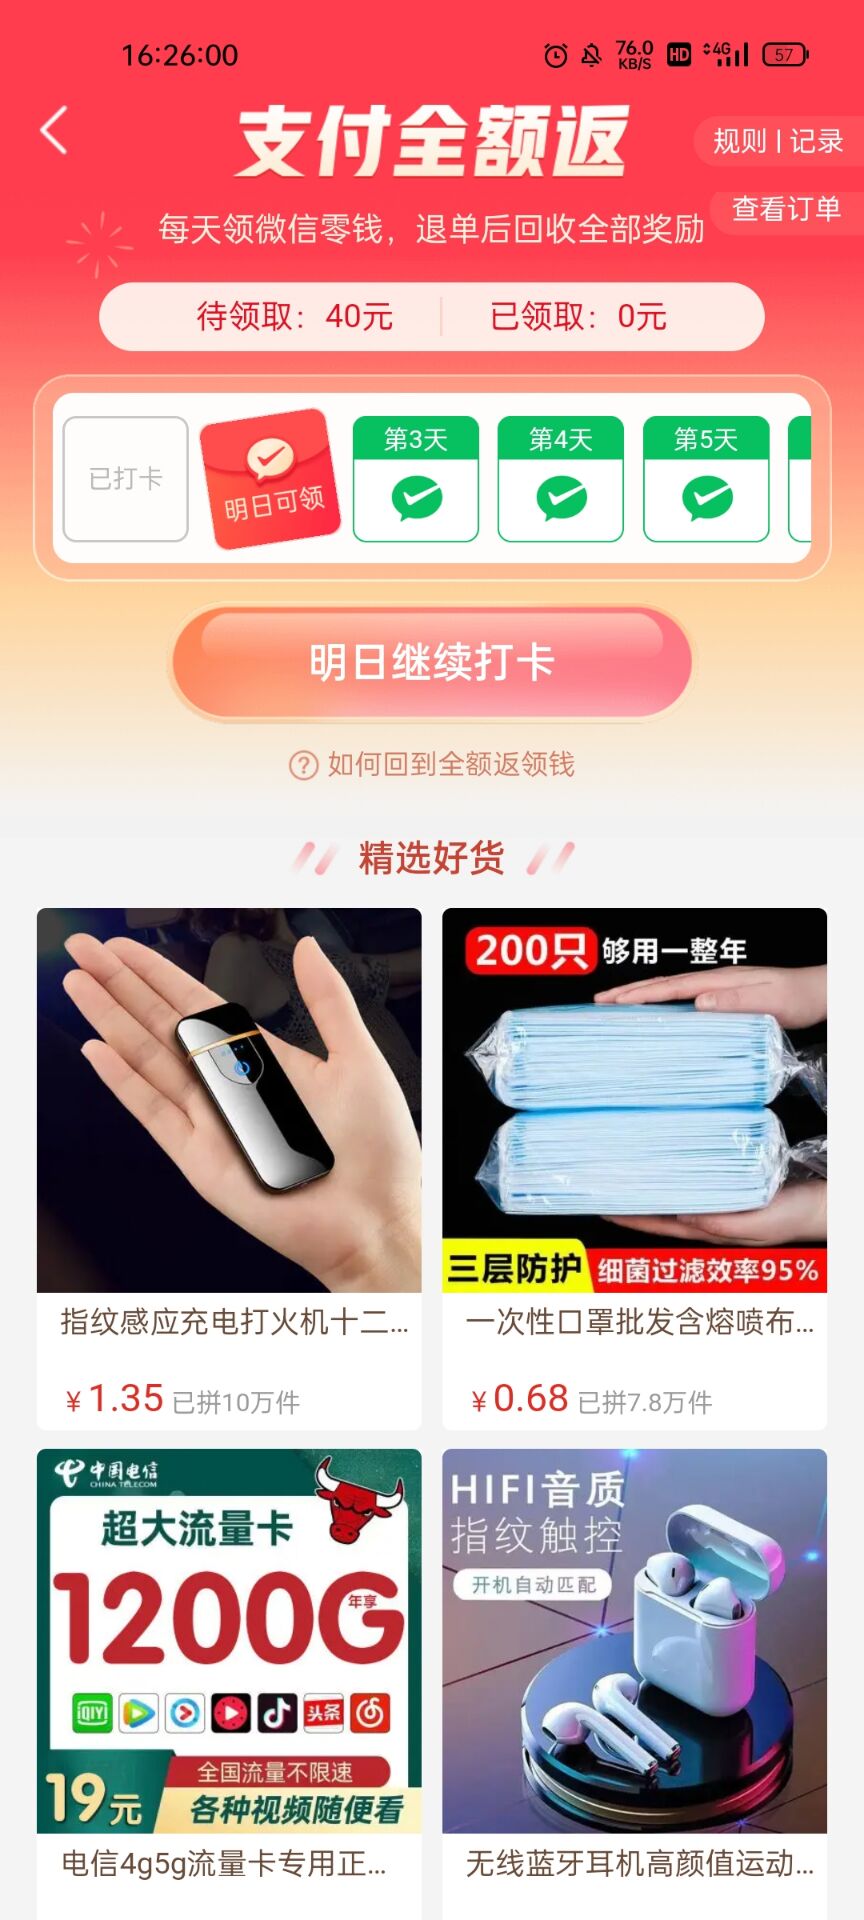 16:26:00
76.0
KB/S
HD
4G
57
支付全额返
规则 | 记录
每天领微信零钱，退单后回收全部奖励
查看订单
待领取：40元
已领取：0元
已打卡
明日可领
第3天
第4天
第5天
明日继续打卡
? 如何回到全额返领钱
精选好货
200只 够用一整年
三层防护 细菌过滤效率95%
指纹感应充电打火机十二...
一次性口罩批发含熔喷布...
¥1.35 已拼10万件
¥0.68 已拼7.8万件
中国电信
CHINA TELECOM
超大流量卡
1200G
年享
iQIYI
头条
全国流量不限速
19元
各种视频随便看
HIFI音质
指纹触控
开机自动匹配
电信4g5g流量卡专用正...
无线蓝牙耳机高颜值运动...